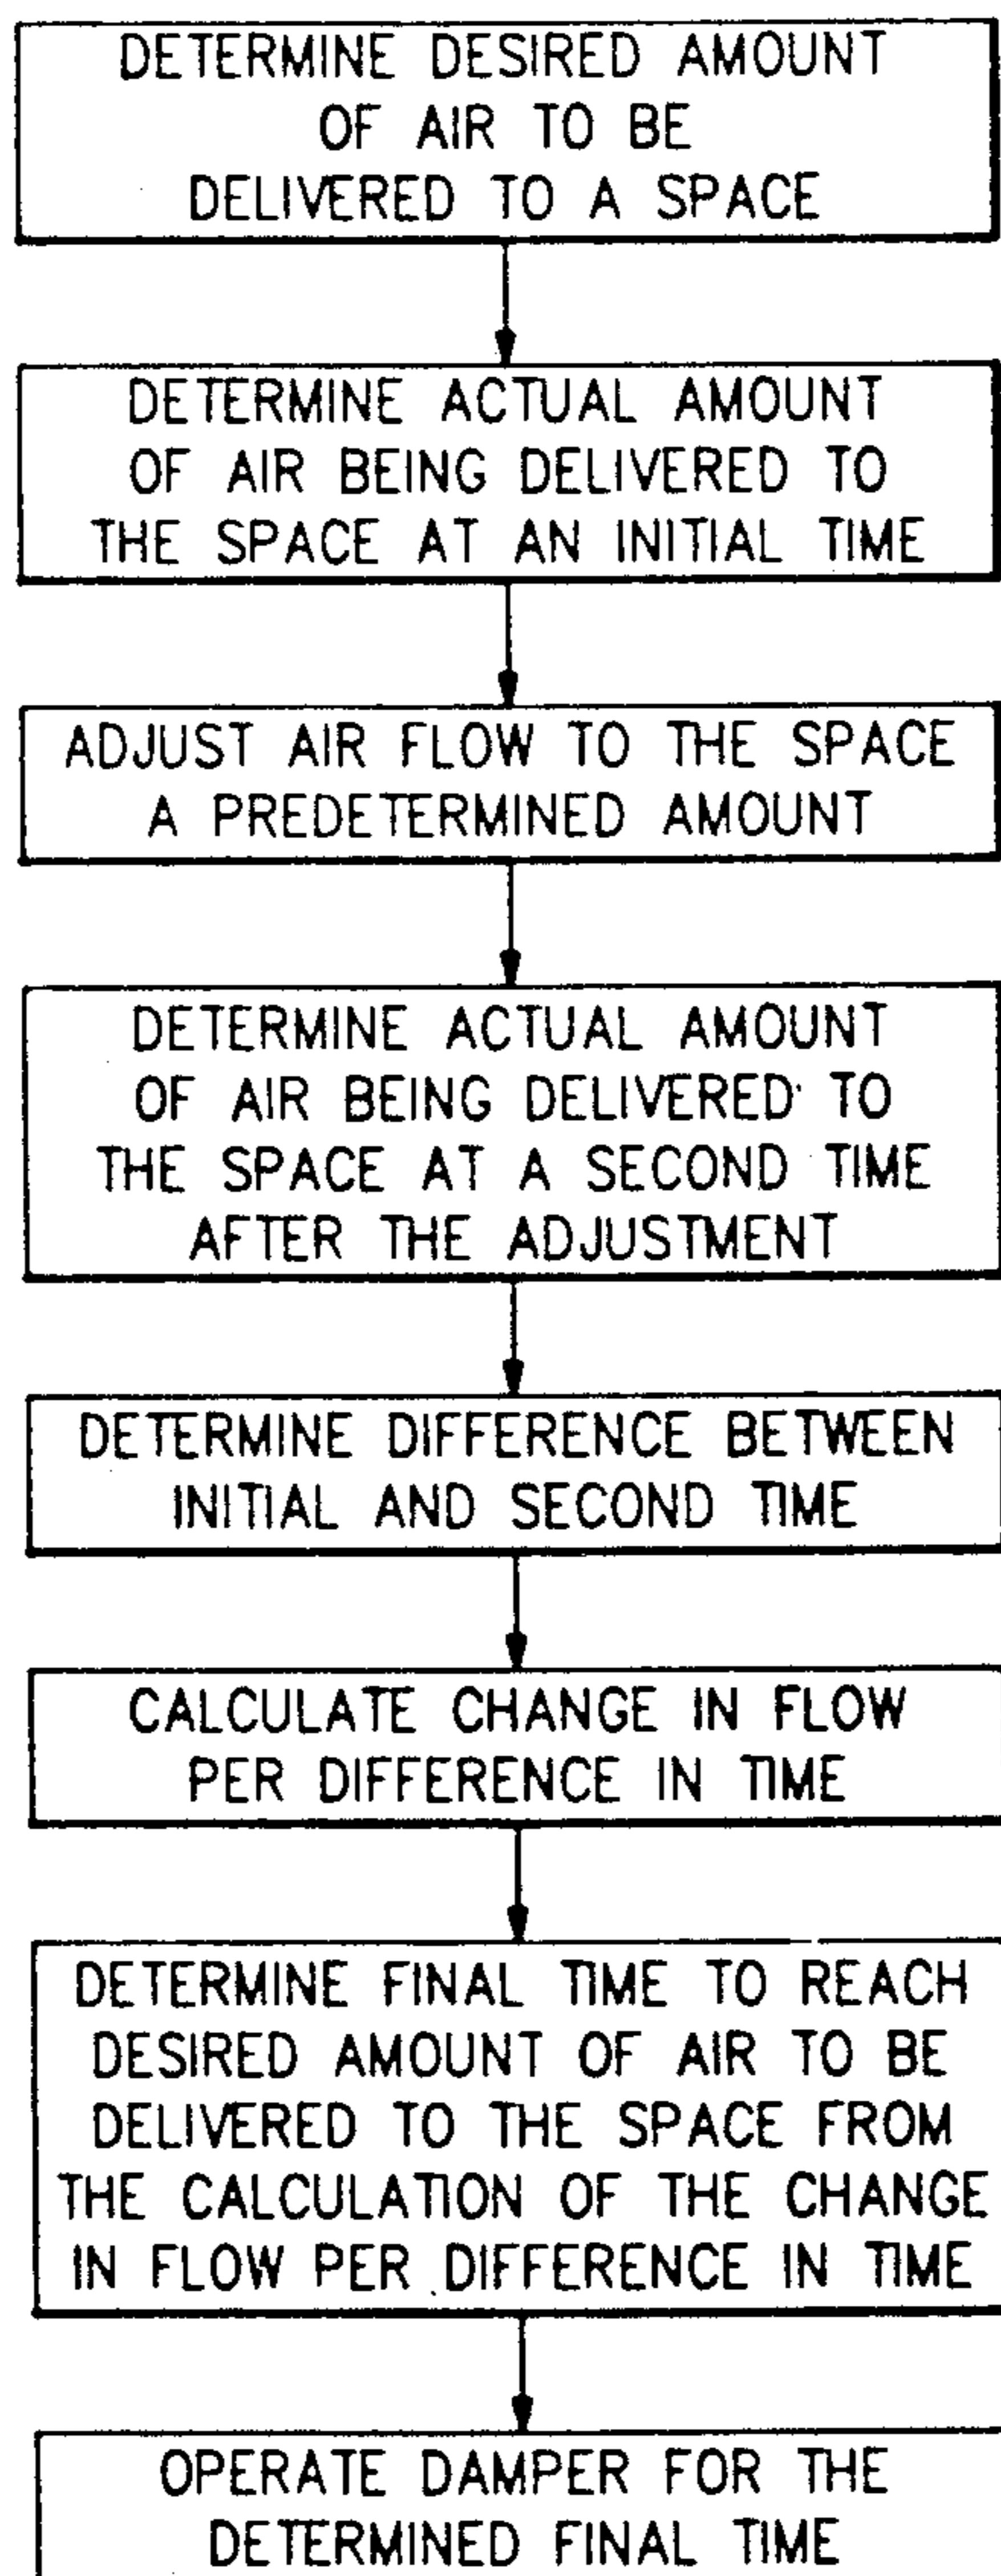 DETERMINE DESIRED AMOUNT
OF AIR TO BE
DELIVERED TO A SPACE
DETERMINE ACTUAL AMOUNT
OF AIR BEING DELIVERED TO
THE SPACE AT AN INITIAL TIME
ADJUST AIR FLOW TO THE SPACE
A PREDETERMINED AMOUNT
DETERMINE ACTUAL AMOUNT
OF AIR BEING DELIVERED TO
THE SPACE AT A SECOND TIME
AFTER THE ADJUSTMENT
DETERMINE DIFFERENCE BETWEEN
INITIAL AND SECOND TIME
CALCULATE CHANGE IN FLOW
PER DIFFERENCE IN TIME
DETERMINE FINAL TIME TO REACH
DESIRED AMOUNT OF AIR TO BE
DELIVERED TO THE SPACE FROM
THE CALCULATION OF THE CHANGE
IN FLOW PER DIFFERENCE IN TIME
OPERATE DAMPER FOR THE
DETERMINED FINAL TIME